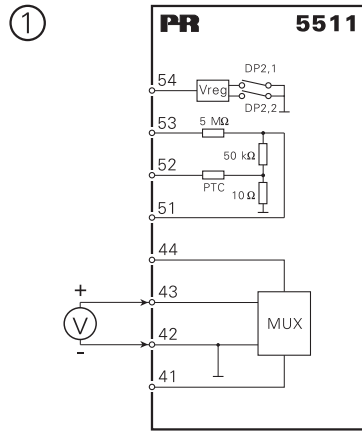 1
PR 5511
54
Vreg
DP2,1
DP2,2
53
5 MΩ
50 kΩ
52
PTC
10 Ω
51
44
+
43
V
MUX
42
-
41